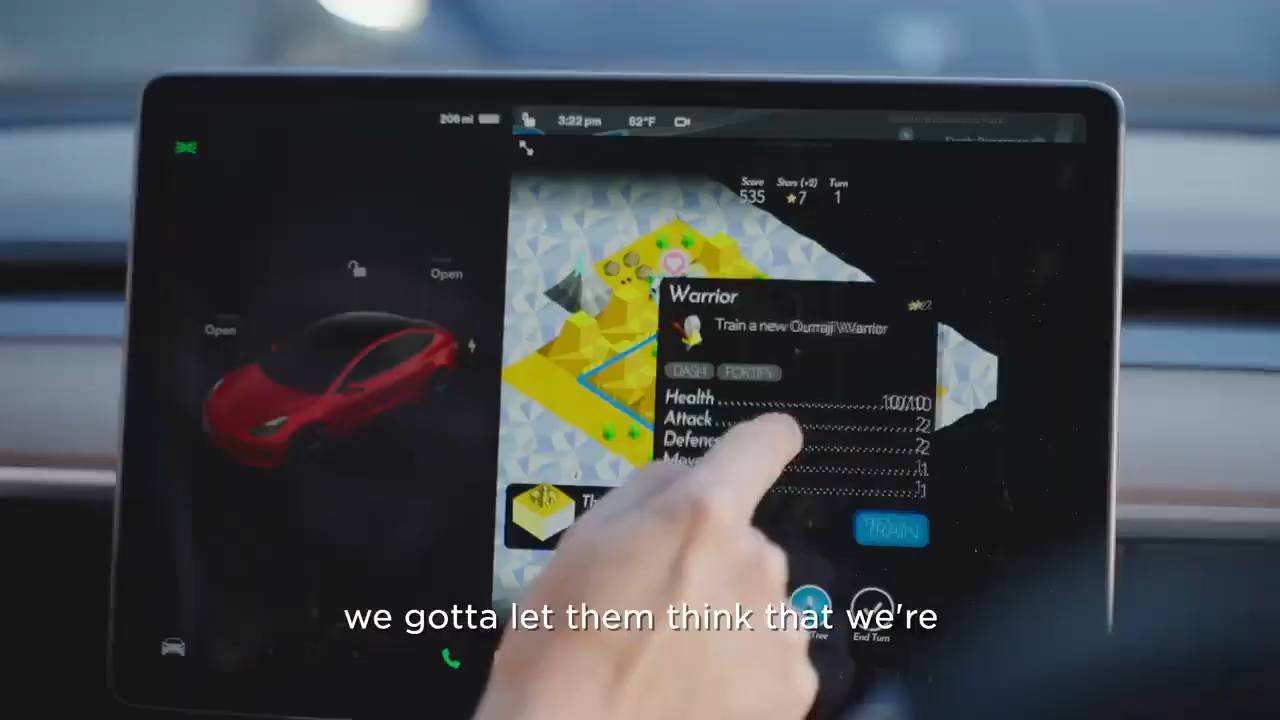 206 mi 3:22 pm 62°F
Score Stars (+2) Turn
535 7 1
Open
Open
Warrior
Train a new Oumaji Warrior
DASH FORTIFY
Health 10/10
Attack 2
Defence 2
1
1
TRAIN
we gotta let them think that we're
End Turn